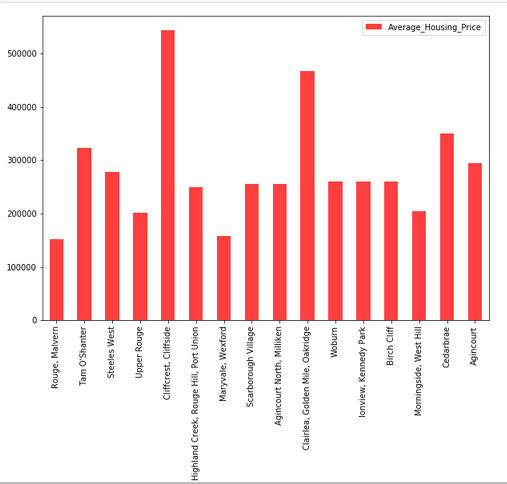 Average_Housing_Price
500000
400000
300000
200000
100000
0
Rouge, Malvern
Tam O'Shanter
Steeles West
Upper Rouge
Cliffcrest, Cliffside
Highland Creek, Rouge Hill, Port Union
Maryvale, Wexford
Scarborough Village
Agincourt North, Milliken
Clairlea, Golden Mile, Oakridge
Woburn
Ionview, Kennedy Park
Birch Cliff
Morningside, West Hill
Cedarbrae
Agincourt